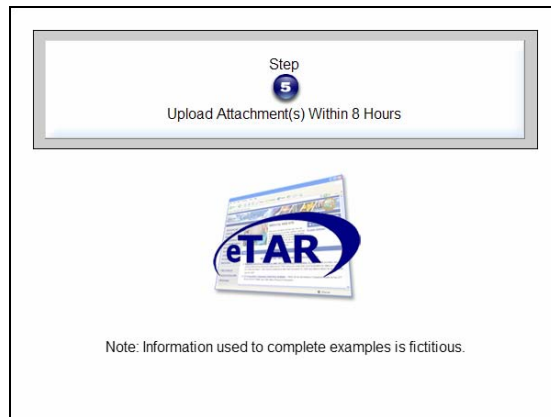 Step
5
Upload Attachment(s) Within 8 Hours
eTAR
Note: Information used to complete examples is fictitious.